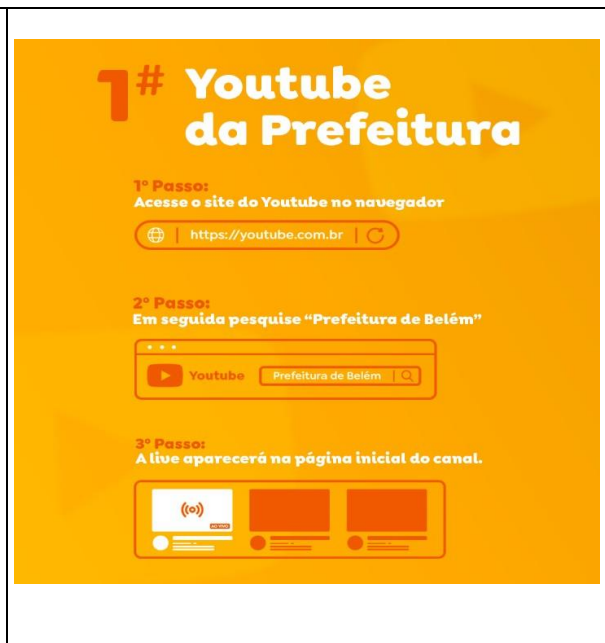 1# Youtube
da Prefeitura
1º Passo:
Acesse o site do Youtube no navegador
https://youtube.com.br
2º Passo:
Em seguida pesquise “Prefeitura de Belém”
Youtube Prefeitura de Belém
3º Passo:
A live aparecerá na página inicial do canal.
AO VIVO